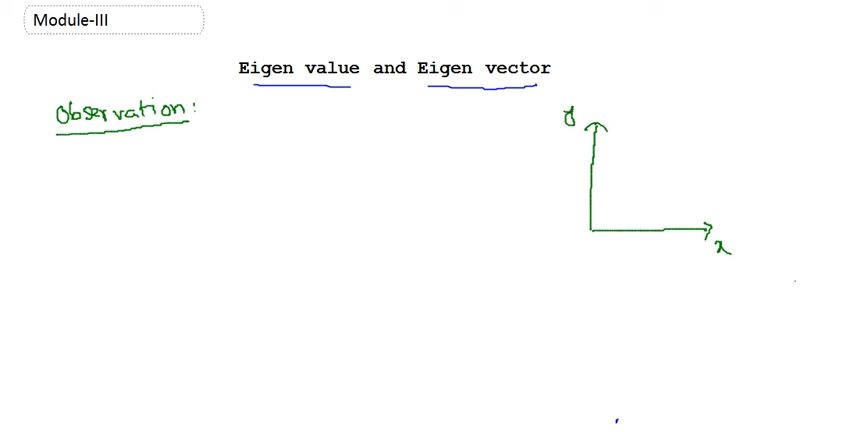 Module-III
Eigen value and Eigen vector
Observation:
y
x